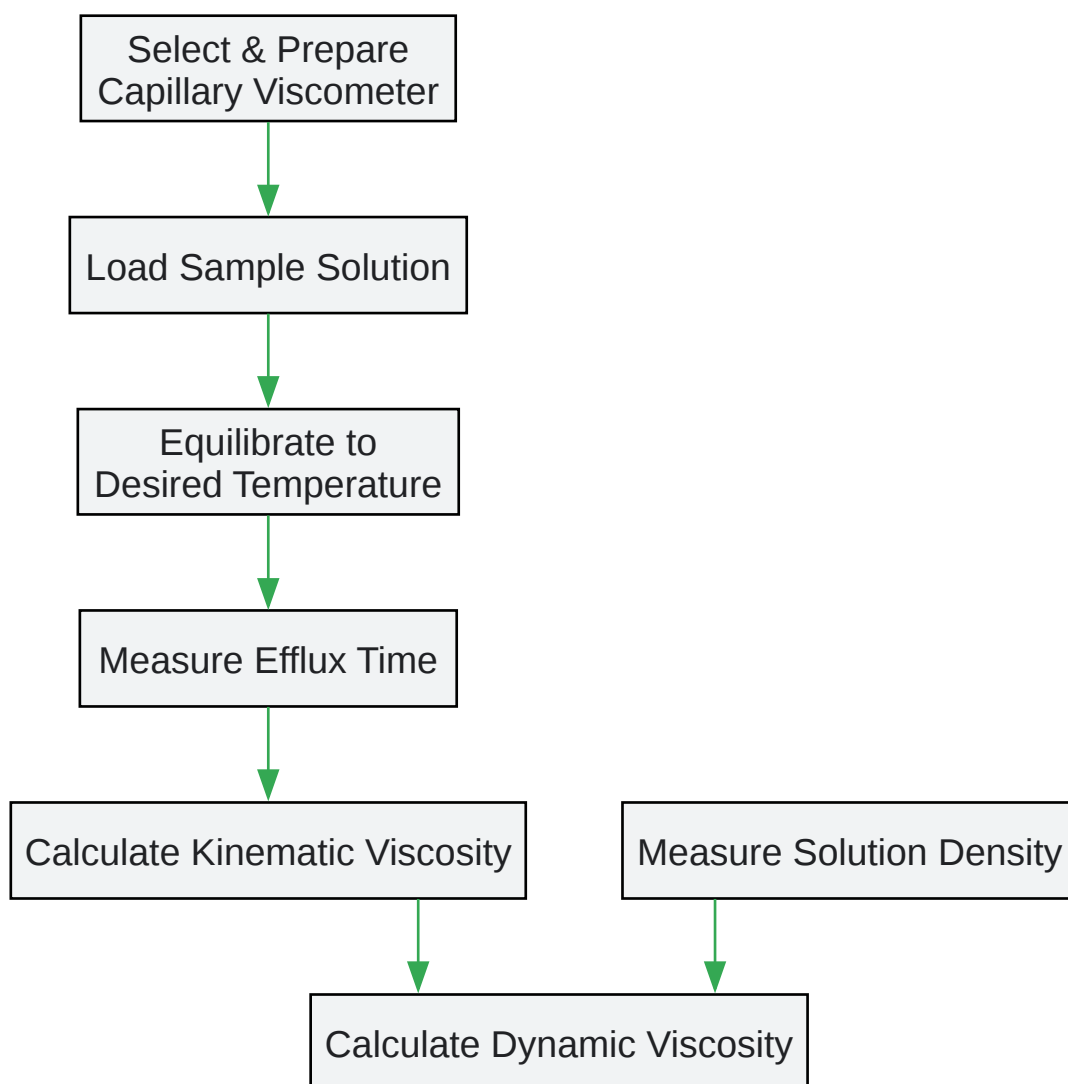 Select & Prepare
Capillary Viscometer
Load Sample Solution
Equilibrate to
Desired Temperature
Measure Efflux Time
Calculate Kinematic Viscosity
Measure Solution Density
Calculate Dynamic Viscosity